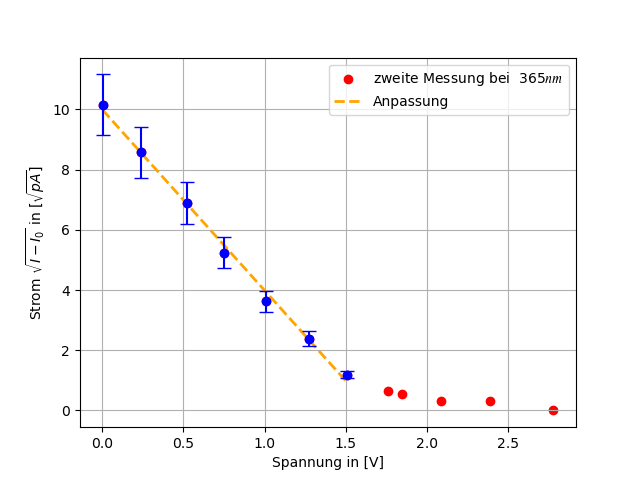 zweite Messung bei 365nm
Anpassung
10
8
6
4
2
0
Strom √I − I₀ in [√pA]
0.0 0.5 1.0 1.5 2.0 2.5
Spannung in [V]